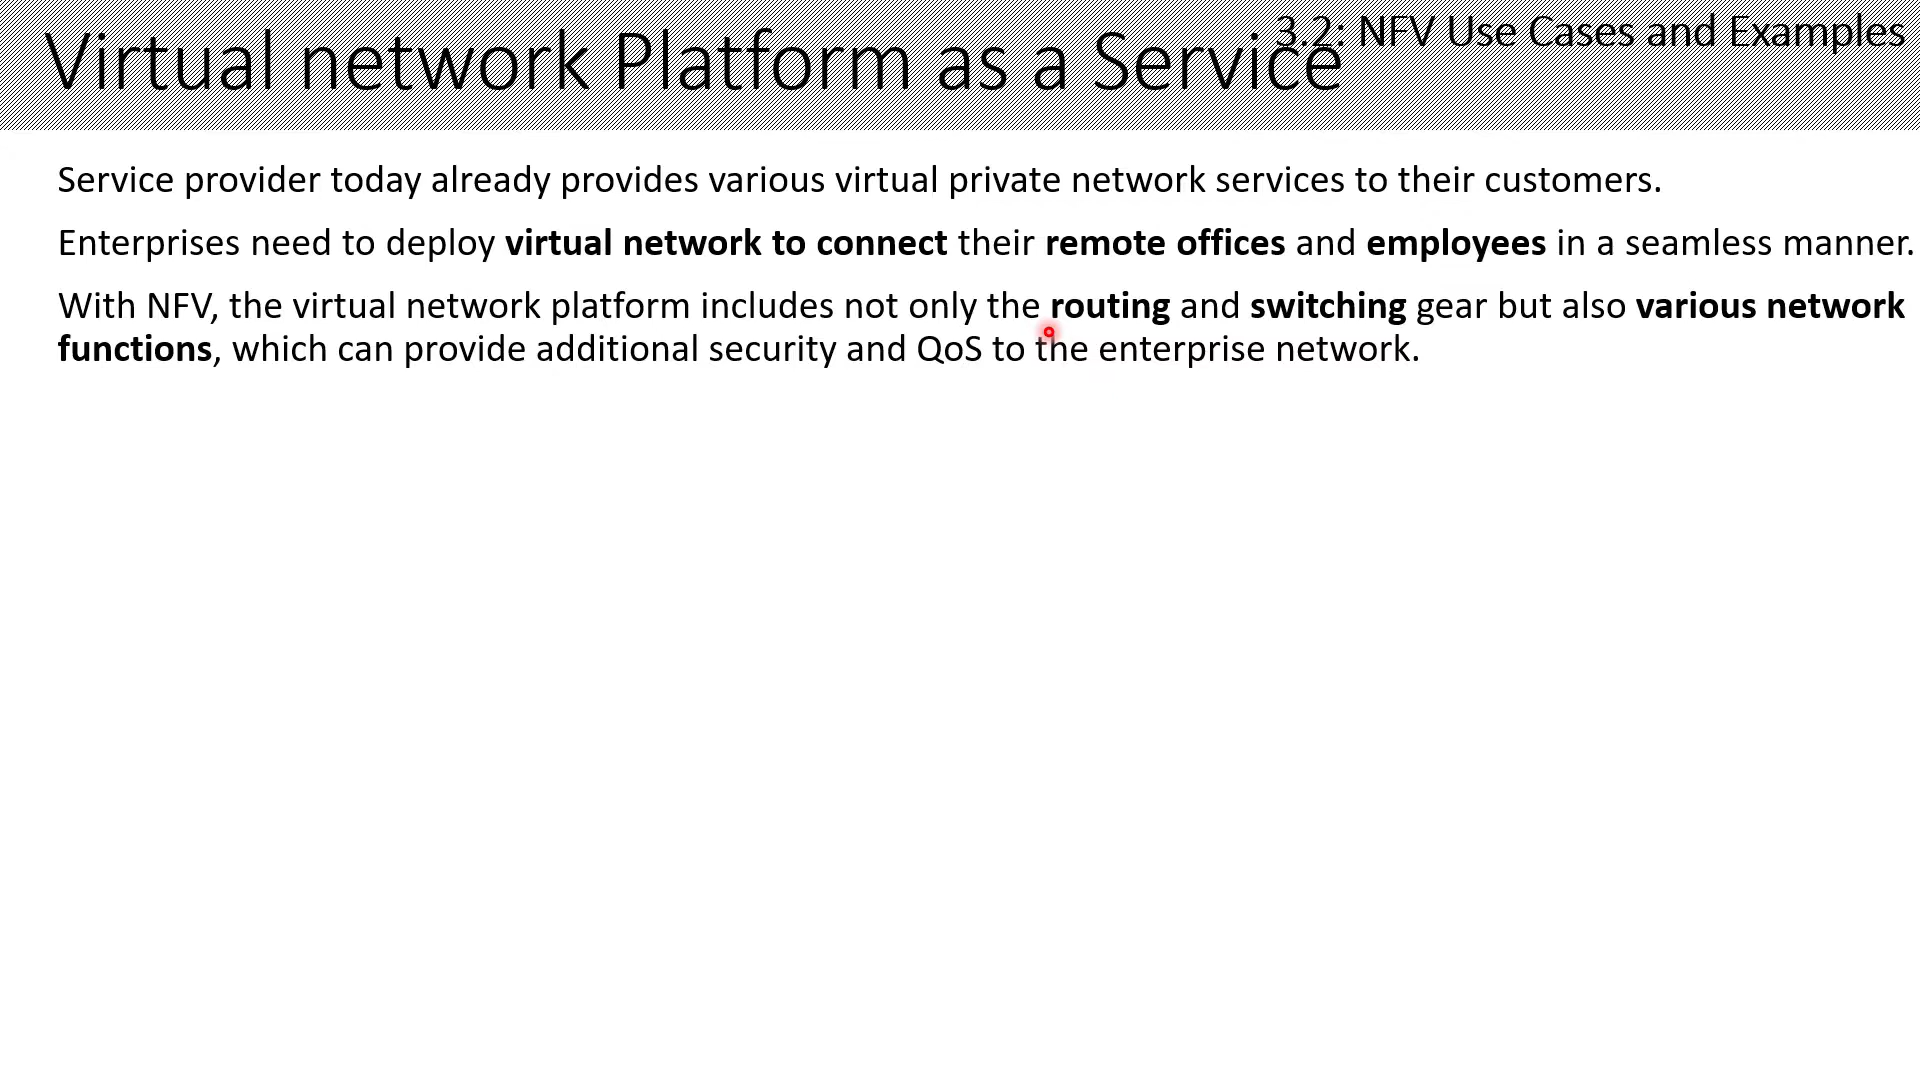 3.2: NFV Use Cases and Examples
Virtual network Platform as a Service
Service provider today already provides various virtual private network services to their customers.
Enterprises need to deploy virtual network to connect their remote offices and employees in a seamless manner.
With NFV, the virtual network platform includes not only the routing and switching gear but also various network
functions, which can provide additional security and QoS to the enterprise network.